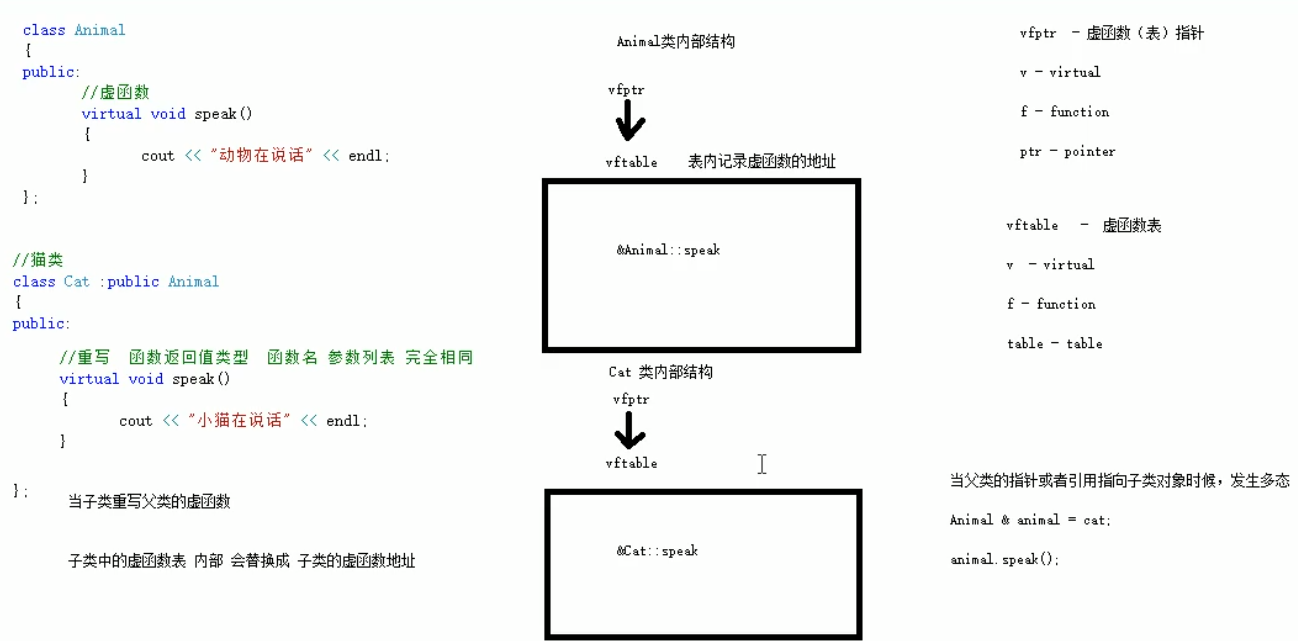 class Animal
{
public:
//虚函数
virtual void speak()
{
cout << "动物在说话" << endl;
}
};
//猫类
class Cat :public Animal
{
public:
//重写 函数返回值类型 函数名 参数列表 完全相同
virtual void speak()
{
cout << "小猫在说话" << endl;
}
};
当子类重写父类的虚函数
子类中的虚函数表 内部 会替换成 子类的虚函数地址
Animal类内部结构
vfptr
vftable 表内记录虚函数的地址
&Animal::speak
Cat 类内部结构
vfptr
vftable
&Cat::speak
vfptr - 虚函数（表）指针
v - virtual
f - function
ptr - pointer
vftable - 虚函数表
v - virtual
f - function
table - table
当父类的指针或者引用指向子类对象时候，发生多态
Animal & animal = cat;
animal.speak();